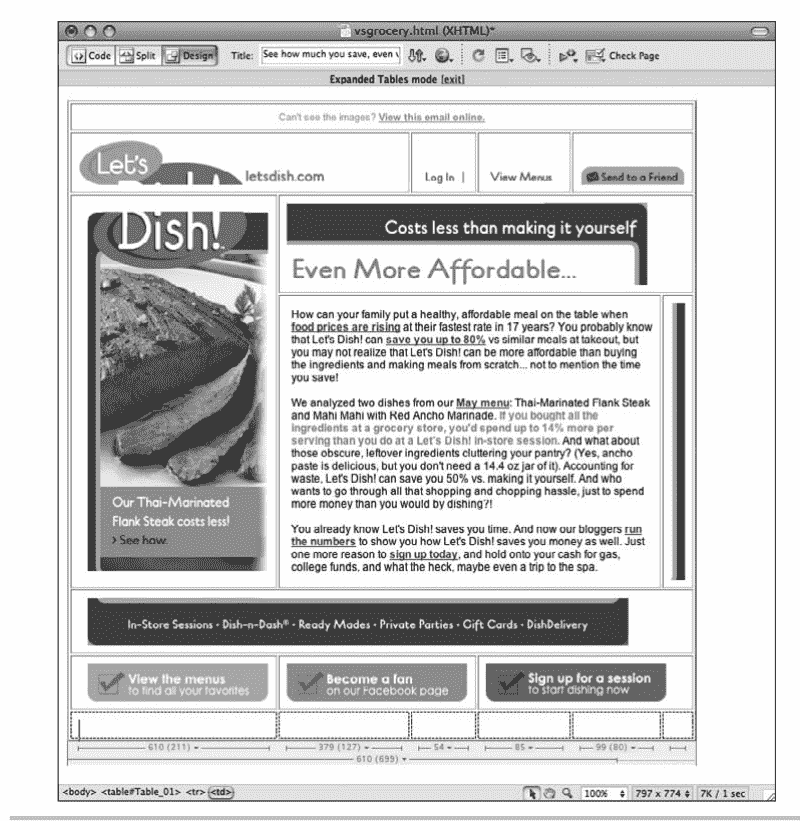 vsgrocery.html (XHTML)*
Code Split Design Title: See how much you save, even Check Page
Expanded Tables mode [exit]
Can't see the images? View this email online.
Let's
Dish!
letsdish.com
Log In | View Menus Send to a Friend
Dish!
Costs less than making it yourself
Even More Affordable...
How can your family put a healthy, affordable meal on the table when
food prices are rising at their fastest rate in 17 years? You probably know
that Let's Dish! can save you up to 80% vs similar meals at takeout, but
you may not realize that Let's Dish! can be more affordable than buying
the ingredients and making meals from scratch... not to mention the time
you save!
We analyzed two dishes from our May menu: Thai-Marinated Flank Steak
and Mahi Mahi with Red Ancho Marinade. If you bought all the
ingredients at a grocery store, you'd spend up to 14% more per
serving than you do at a Let's Dish! in-store session. And what about
those obscure, leftover ingredients cluttering your pantry? (Yes, ancho
paste is delicious, but you don't need a 14.4 oz jar of it). Accounting for
waste, Let's Dish! can save you 50% vs. making it yourself. And who
wants to go through all that shopping and chopping hassle, just to spend
more money than you would by dishing?!
You already know Let's Dish! saves you time. And now our bloggers run
the numbers to show you how Let's Dish! saves you money as well. Just
one more reason to sign up today, and hold onto your cash for gas,
college funds, and what the heck, maybe even a trip to the spa.
Our Thai-Marinated
Flank Steak costs less!
> See how.
In-Store Sessions • Dish-n-Dash® • Ready Mades • Private Parties • Gift Cards • DishDelivery
View the menus
to find all your favorites
Become a fan
on our Facebook page
Sign up for a session
to start dishing now
610 (211) 379 (127) 54 85 99 (80)
610 (699)
<body> <table#Table_01> <tr> <td> 100% 797 x 774 7K / 1 sec